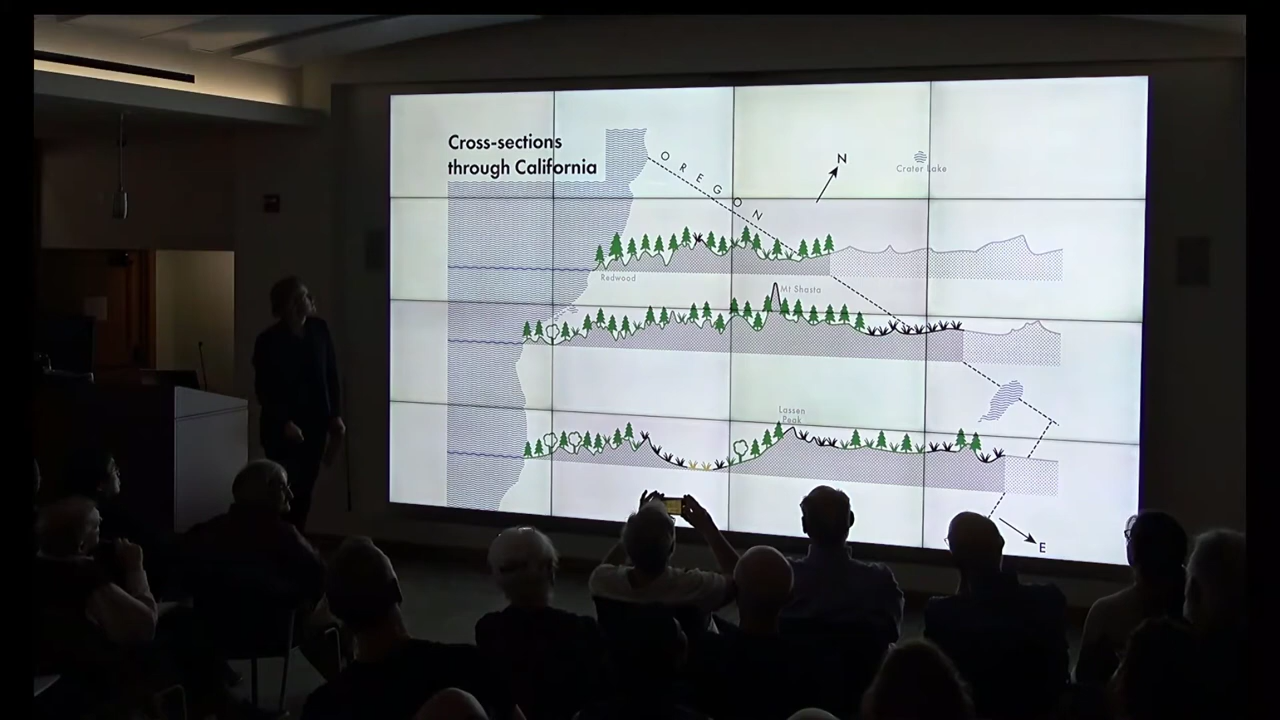 Cross-sections
through California
OREGON
N
Crater Lake
Redwood
Mt Shasta
Lassen
Peak
E